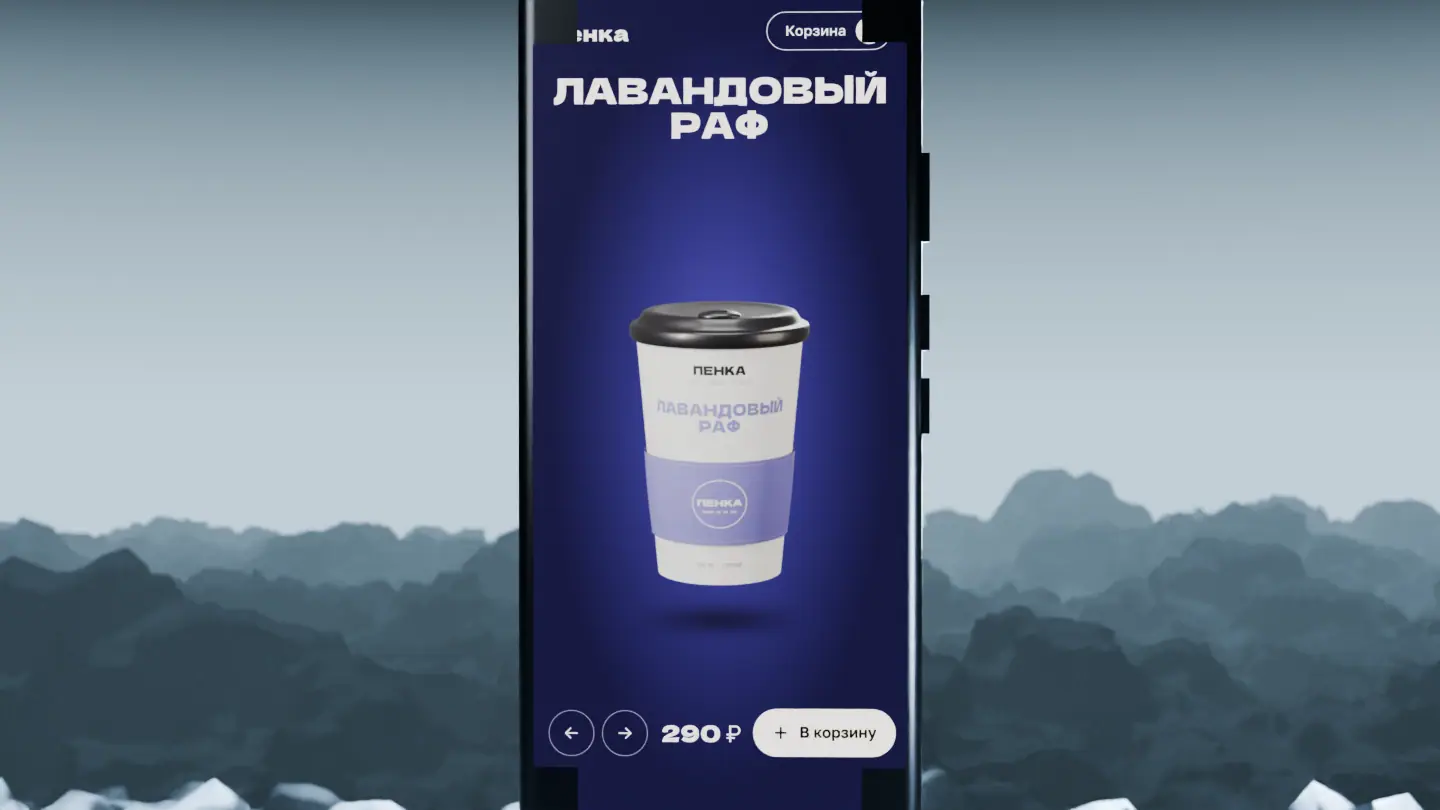 енка
Корзина
ЛАВАНДОВЫЙ
РАФ
ПЕНКА
ЛАВАНДОВЫЙ
РАФ
ПЕНКА
290 ₽
+ В корзину